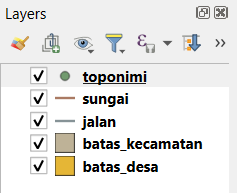 Layers
toponimi
sungai
jalan
batas_kecamatan
batas_desa